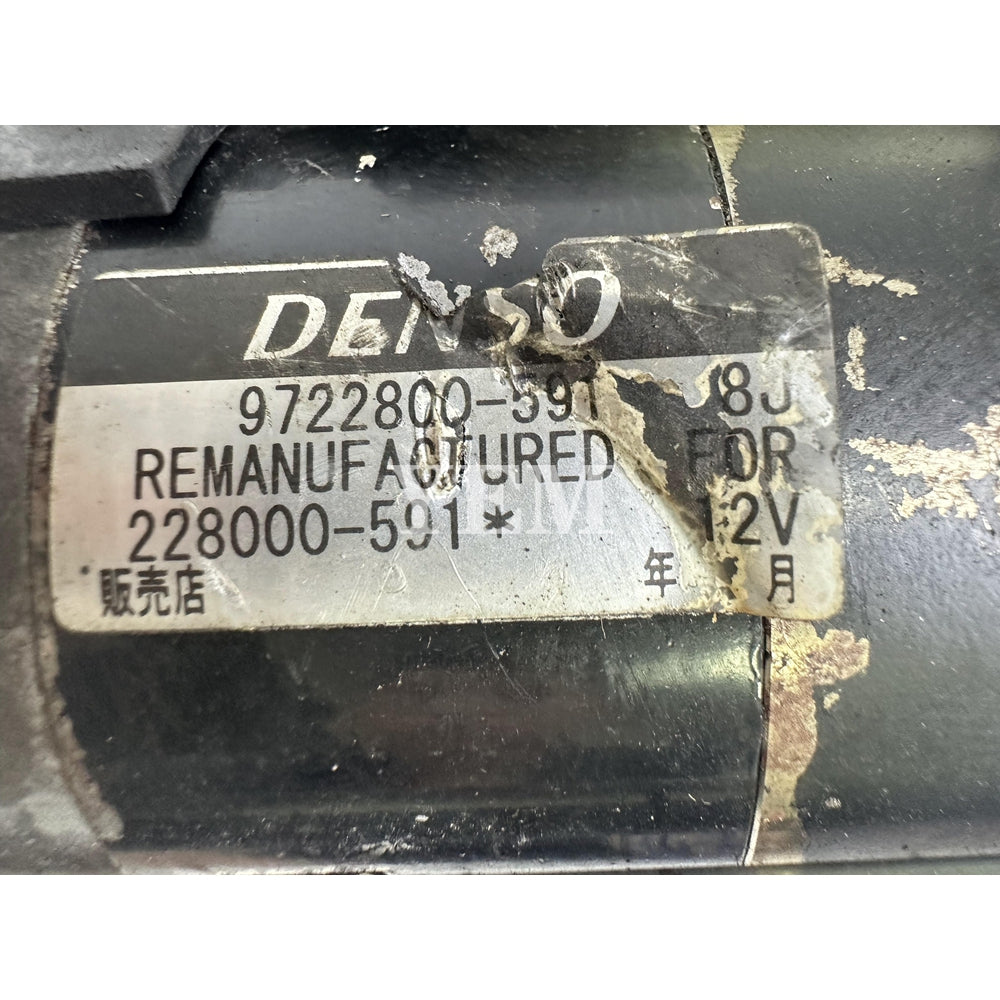 DENSO
9722800-591 8J
REMANUFACTURED FOR
228000-591* 12V
販売店 年 月